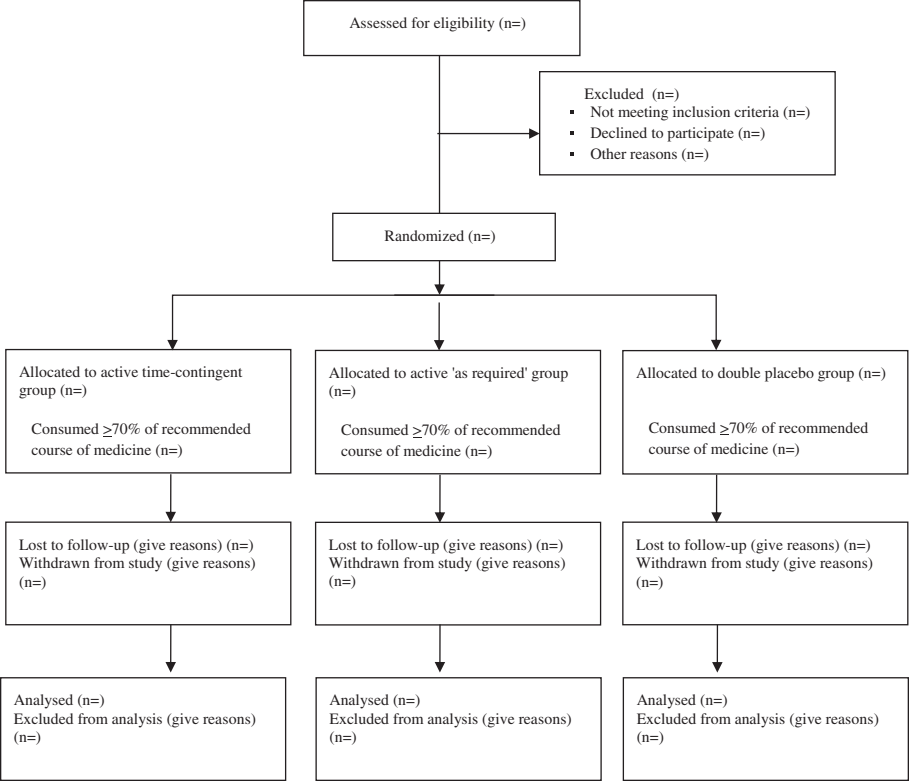 Assessed for eligibility (n=)
Excluded (n=)
▪ Not meeting inclusion criteria (n=)
▪ Declined to participate (n=)
▪ Other reasons (n=)
Randomized (n=)
Allocated to active time-contingent
group (n=)
Consumed ≥70% of recommended
course of medicine (n=)
Allocated to active 'as required' group
(n=)
Consumed ≥70% of recommended
course of medicine (n=)
Allocated to double placebo group (n=)
Consumed ≥70% of recommended
course of medicine (n=)
Lost to follow-up (give reasons) (n=)
Withdrawn from study (give reasons)
(n=)
Lost to follow-up (give reasons) (n=)
Withdrawn from study (give reasons)
(n=)
Lost to follow-up (give reasons) (n=)
Withdrawn from study (give reasons)
(n=)
Analysed (n=)
Excluded from analysis (give reasons)
(n=)
Analysed (n=)
Excluded from analysis (give reasons)
(n=)
Analysed (n=)
Excluded from analysis (give reasons)
(n=)